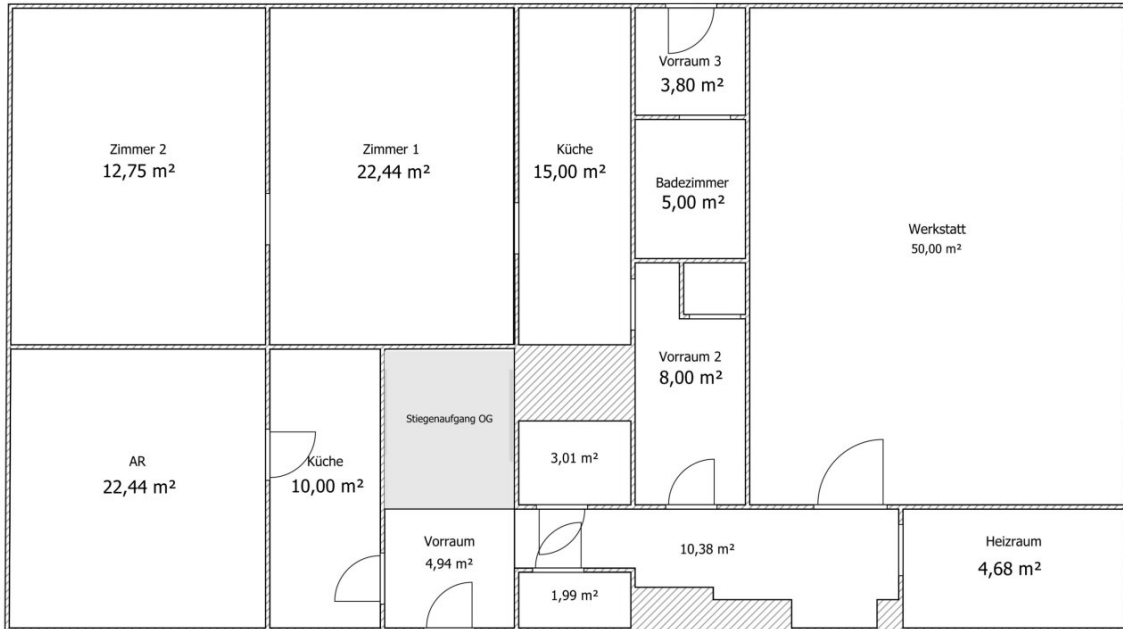 Vorraum 3
3,80 m²
Zimmer 2
12,75 m²
Zimmer 1
22,44 m²
Küche
15,00 m²
Badezimmer
5,00 m²
Werkstatt
50,00 m²
Vorraum 2
8,00 m²
Stiegenaufgang OG
AR
22,44 m²
Küche
10,00 m²
3,01 m²
Vorraum
4,94 m²
10,38 m²
Heizraum
4,68 m²
1,99 m²